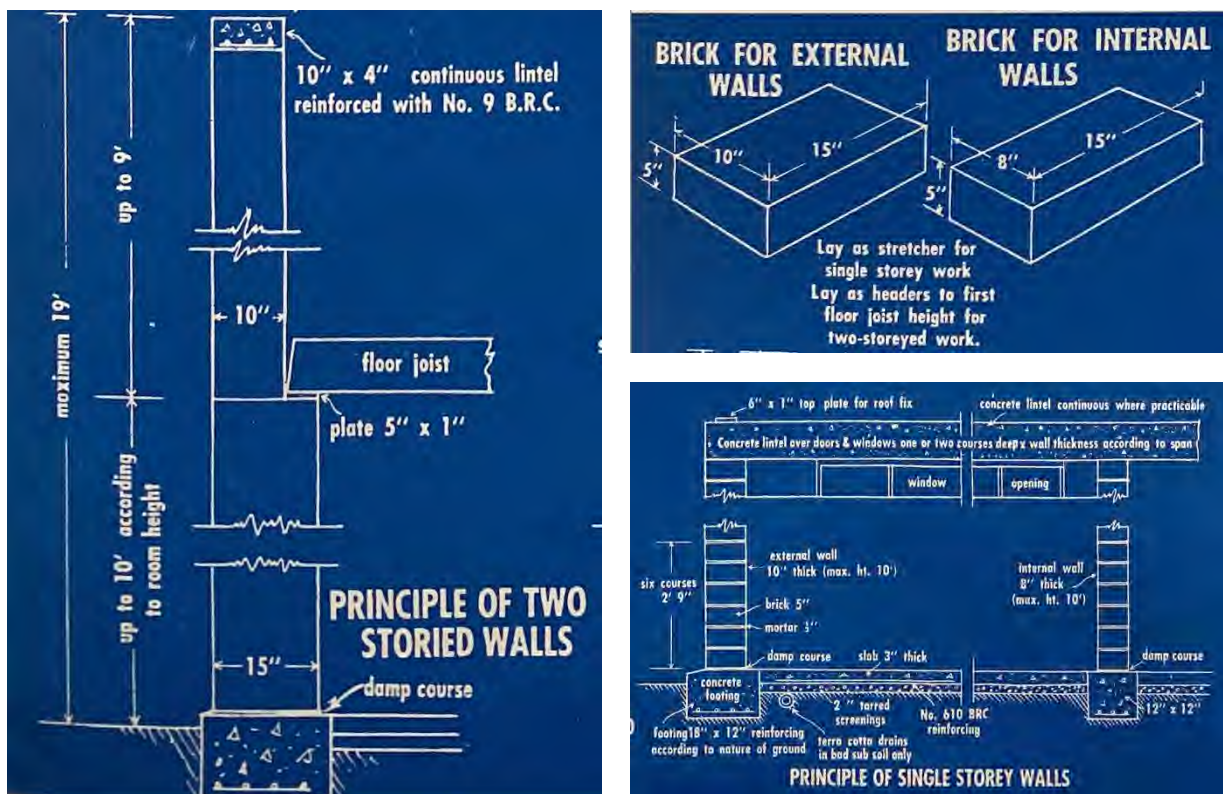 10" x 4" continuous lintel
reinforced with No. 9 B.R.C.
up to 9'
maximum 19'
10"
floor joist
plate 5" x 1"
up to 10' according
to room height
PRINCIPLE OF TWO
STORIED WALLS
15"
damp course
BRICK FOR EXTERNAL
WALLS
BRICK FOR INTERNAL
WALLS
10"
15"
5"
8"
15"
5"
Lay as stretcher for
single storey work
Lay as headers to first
floor joist height for
two-storeyed work.
6" x 1" top plate for roof fix
concrete lintel continuous where practicable
Concrete lintel over doors & windows one or two courses deep x wall thickness according to span
window
opening
external wall
10" thick (max. ht. 10')
internal wall
8" thick
(max. ht. 10')
six courses
2' 9"
brick 5"
mortar ½"
damp course
slab 3" thick
damp course
concrete
footing
2" tarred
screenings
No. 610 BRC
reinforcing
12" x 12"
footing 18" x 12" reinforcing
according to nature of ground
terra cotta drains
in bad sub soil only
PRINCIPLE OF SINGLE STOREY WALLS